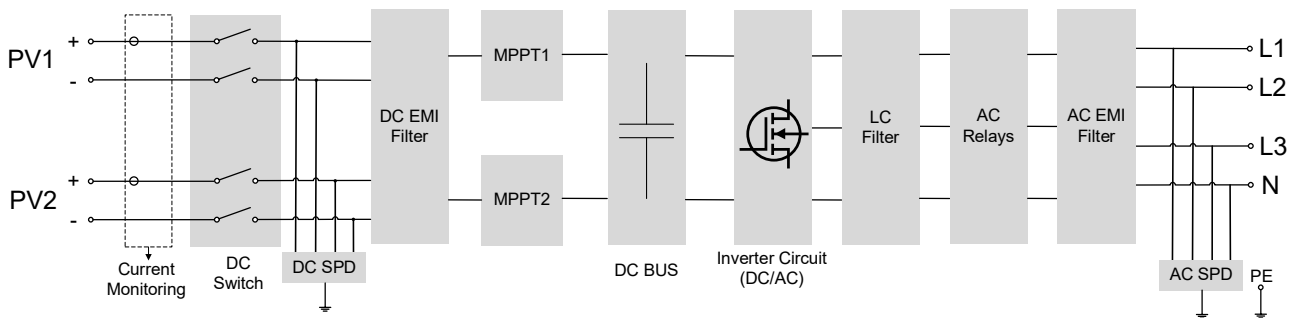 PV1
+
-
PV2
+
-
Current
Monitoring
DC
Switch
DC SPD
DC EMI
Filter
MPPT1
MPPT2
DC BUS
Inverter Circuit
(DC/AC)
LC
Filter
AC
Relays
AC EMI
Filter
L1
L2
L3
N
AC SPD
PE